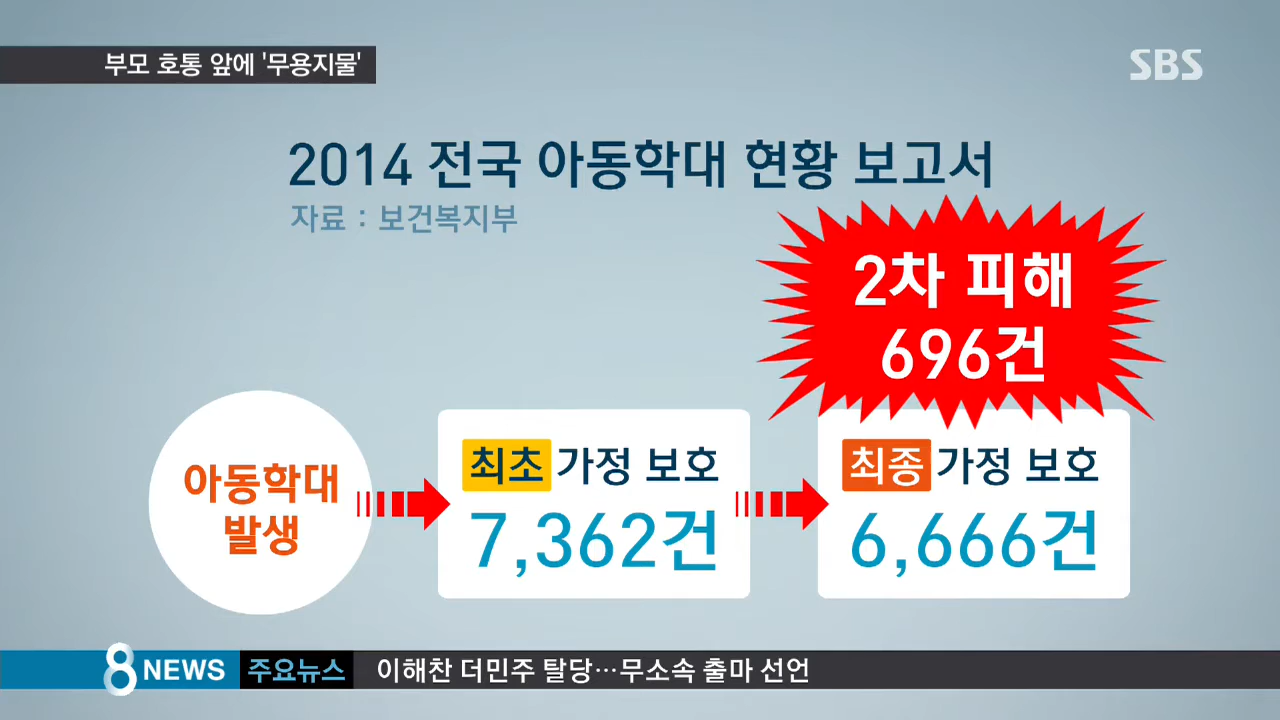 부모 호통 앞에 '무용지물'
SBS
2014 전국 아동학대 현황 보고서
자료 : 보건복지부
2차 피해
696건
아동학대
발생
최초 가정 보호
7,362건
최종 가정 보호
6,666건
8 NEWS 주요뉴스 이해찬 더민주 탈당…무소속 출마 선언